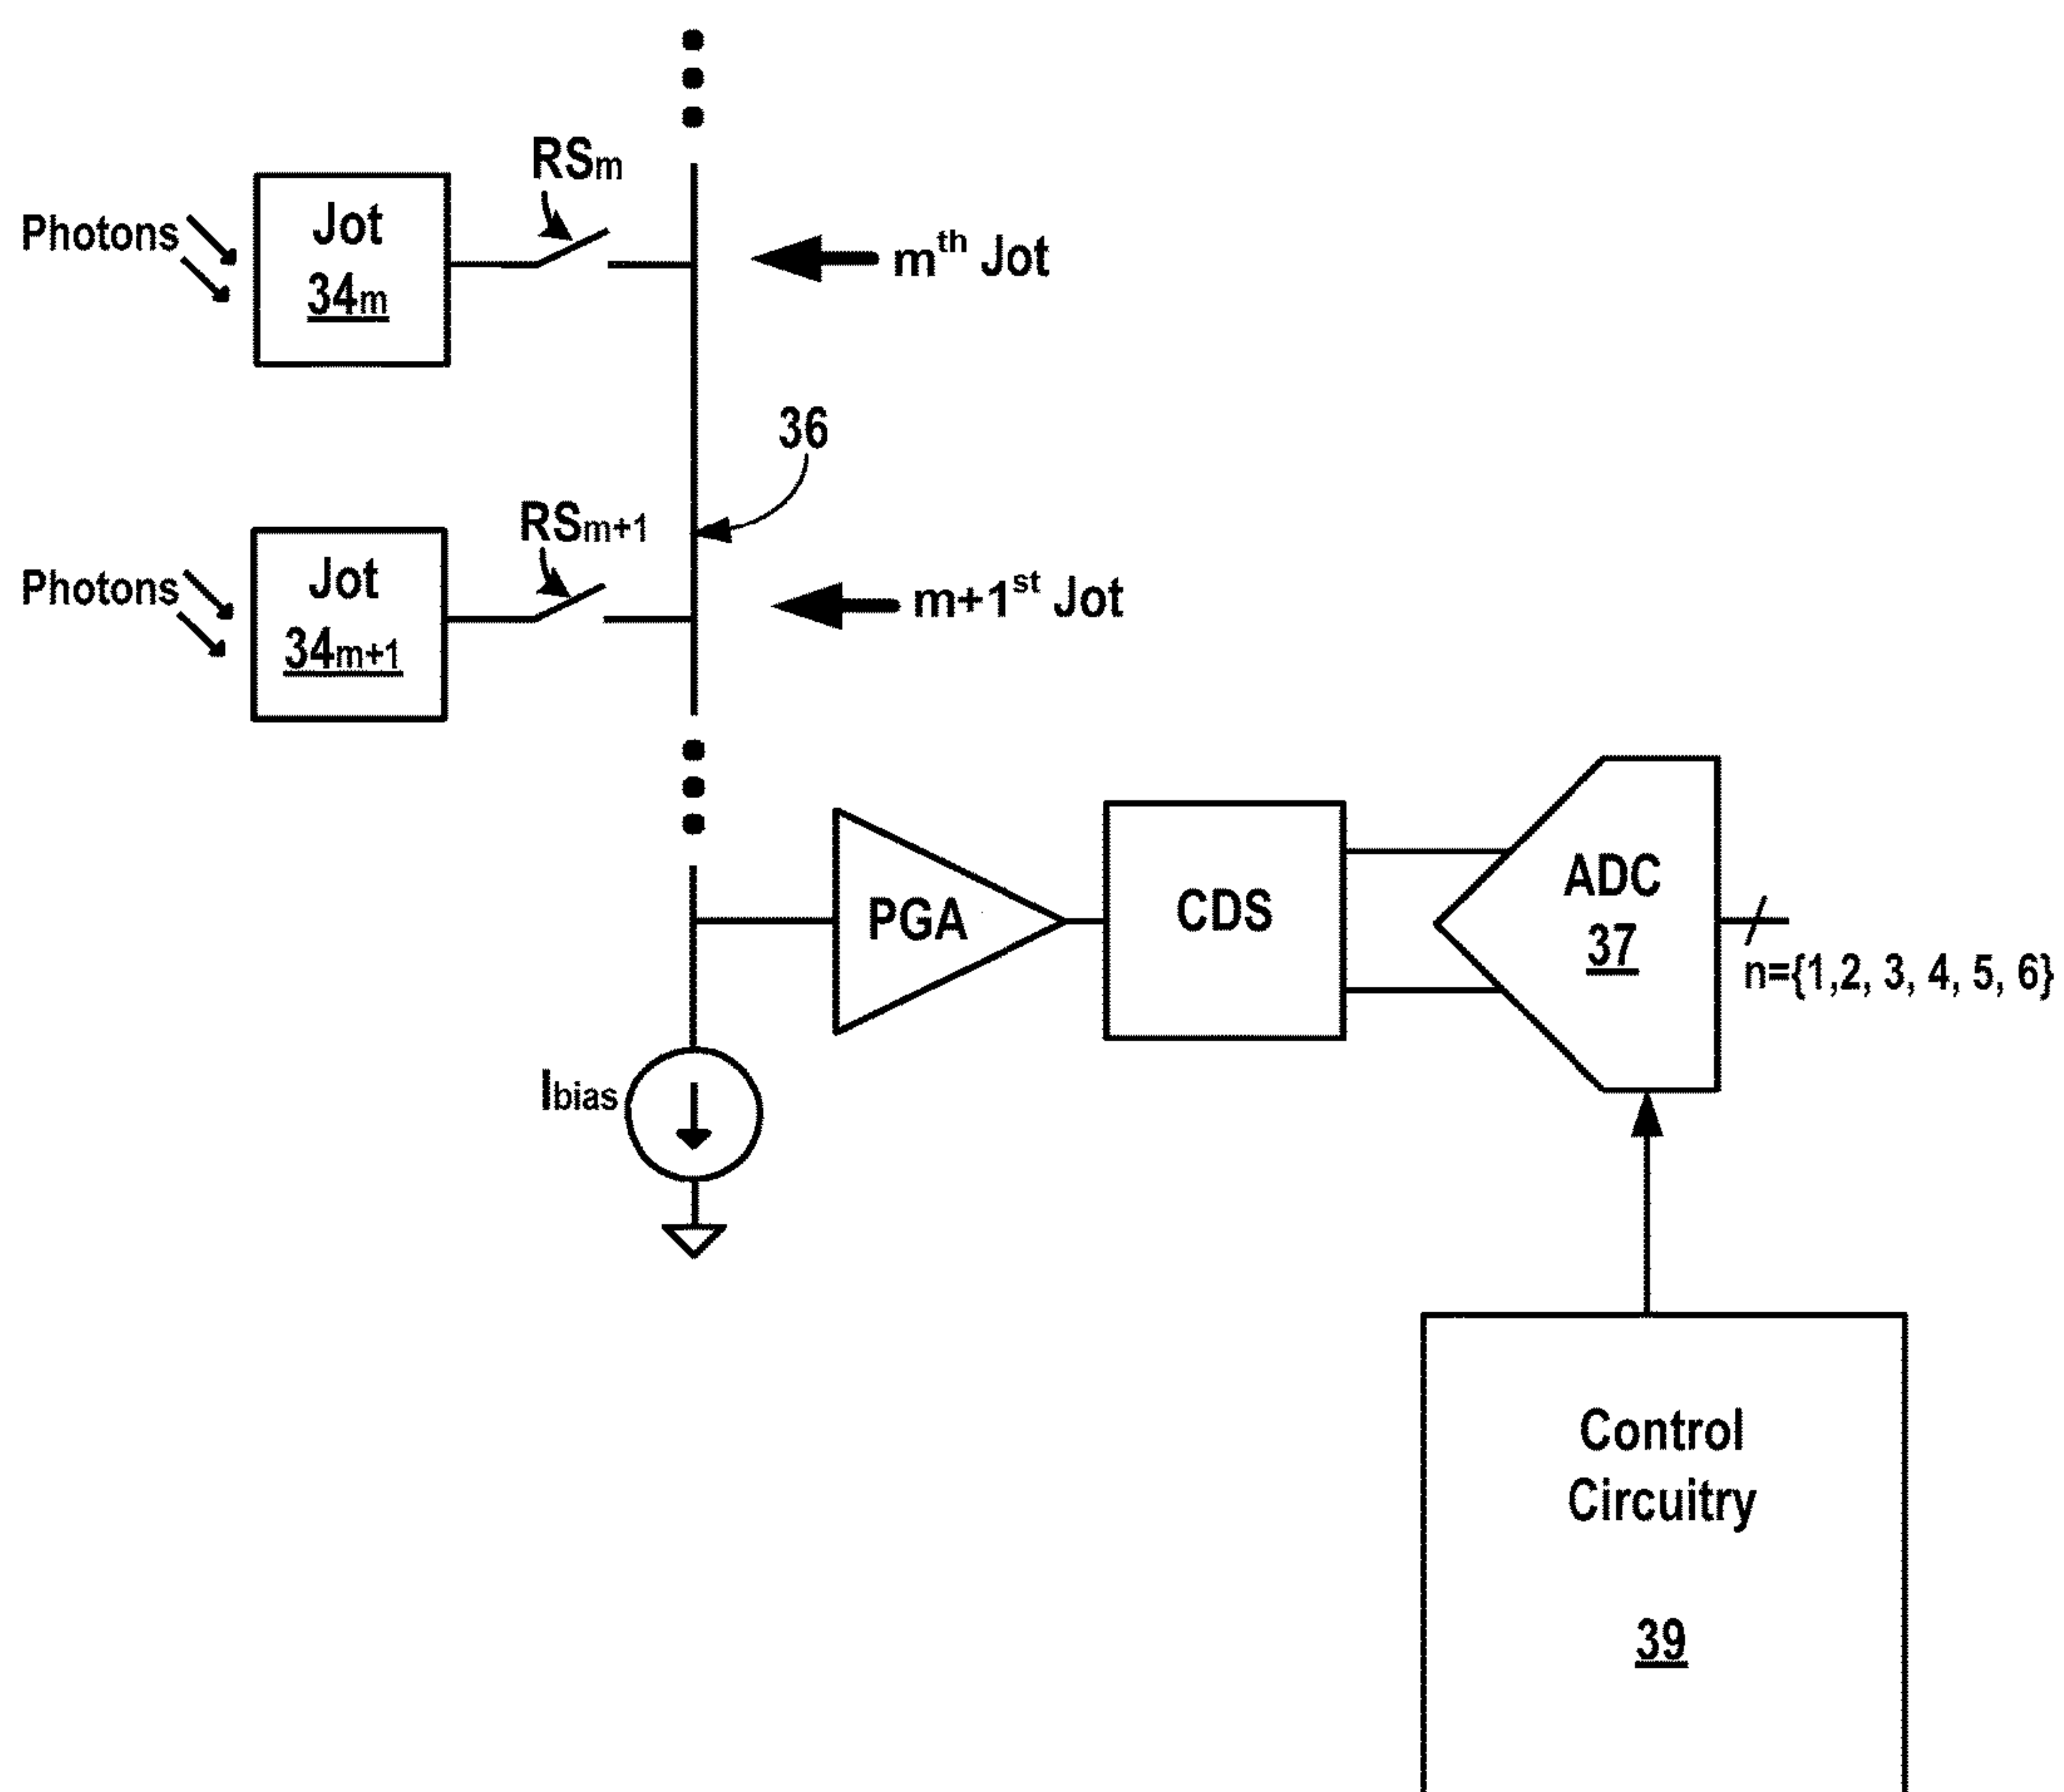 RSm
Photons
Jot
34m
mth Jot
36
RSm+1
Photons
Jot
34m+1
m+1st Jot
PGA
CDS
ADC
37
n={1,2, 3, 4, 5, 6}
Ibias
Control
Circuitry
39